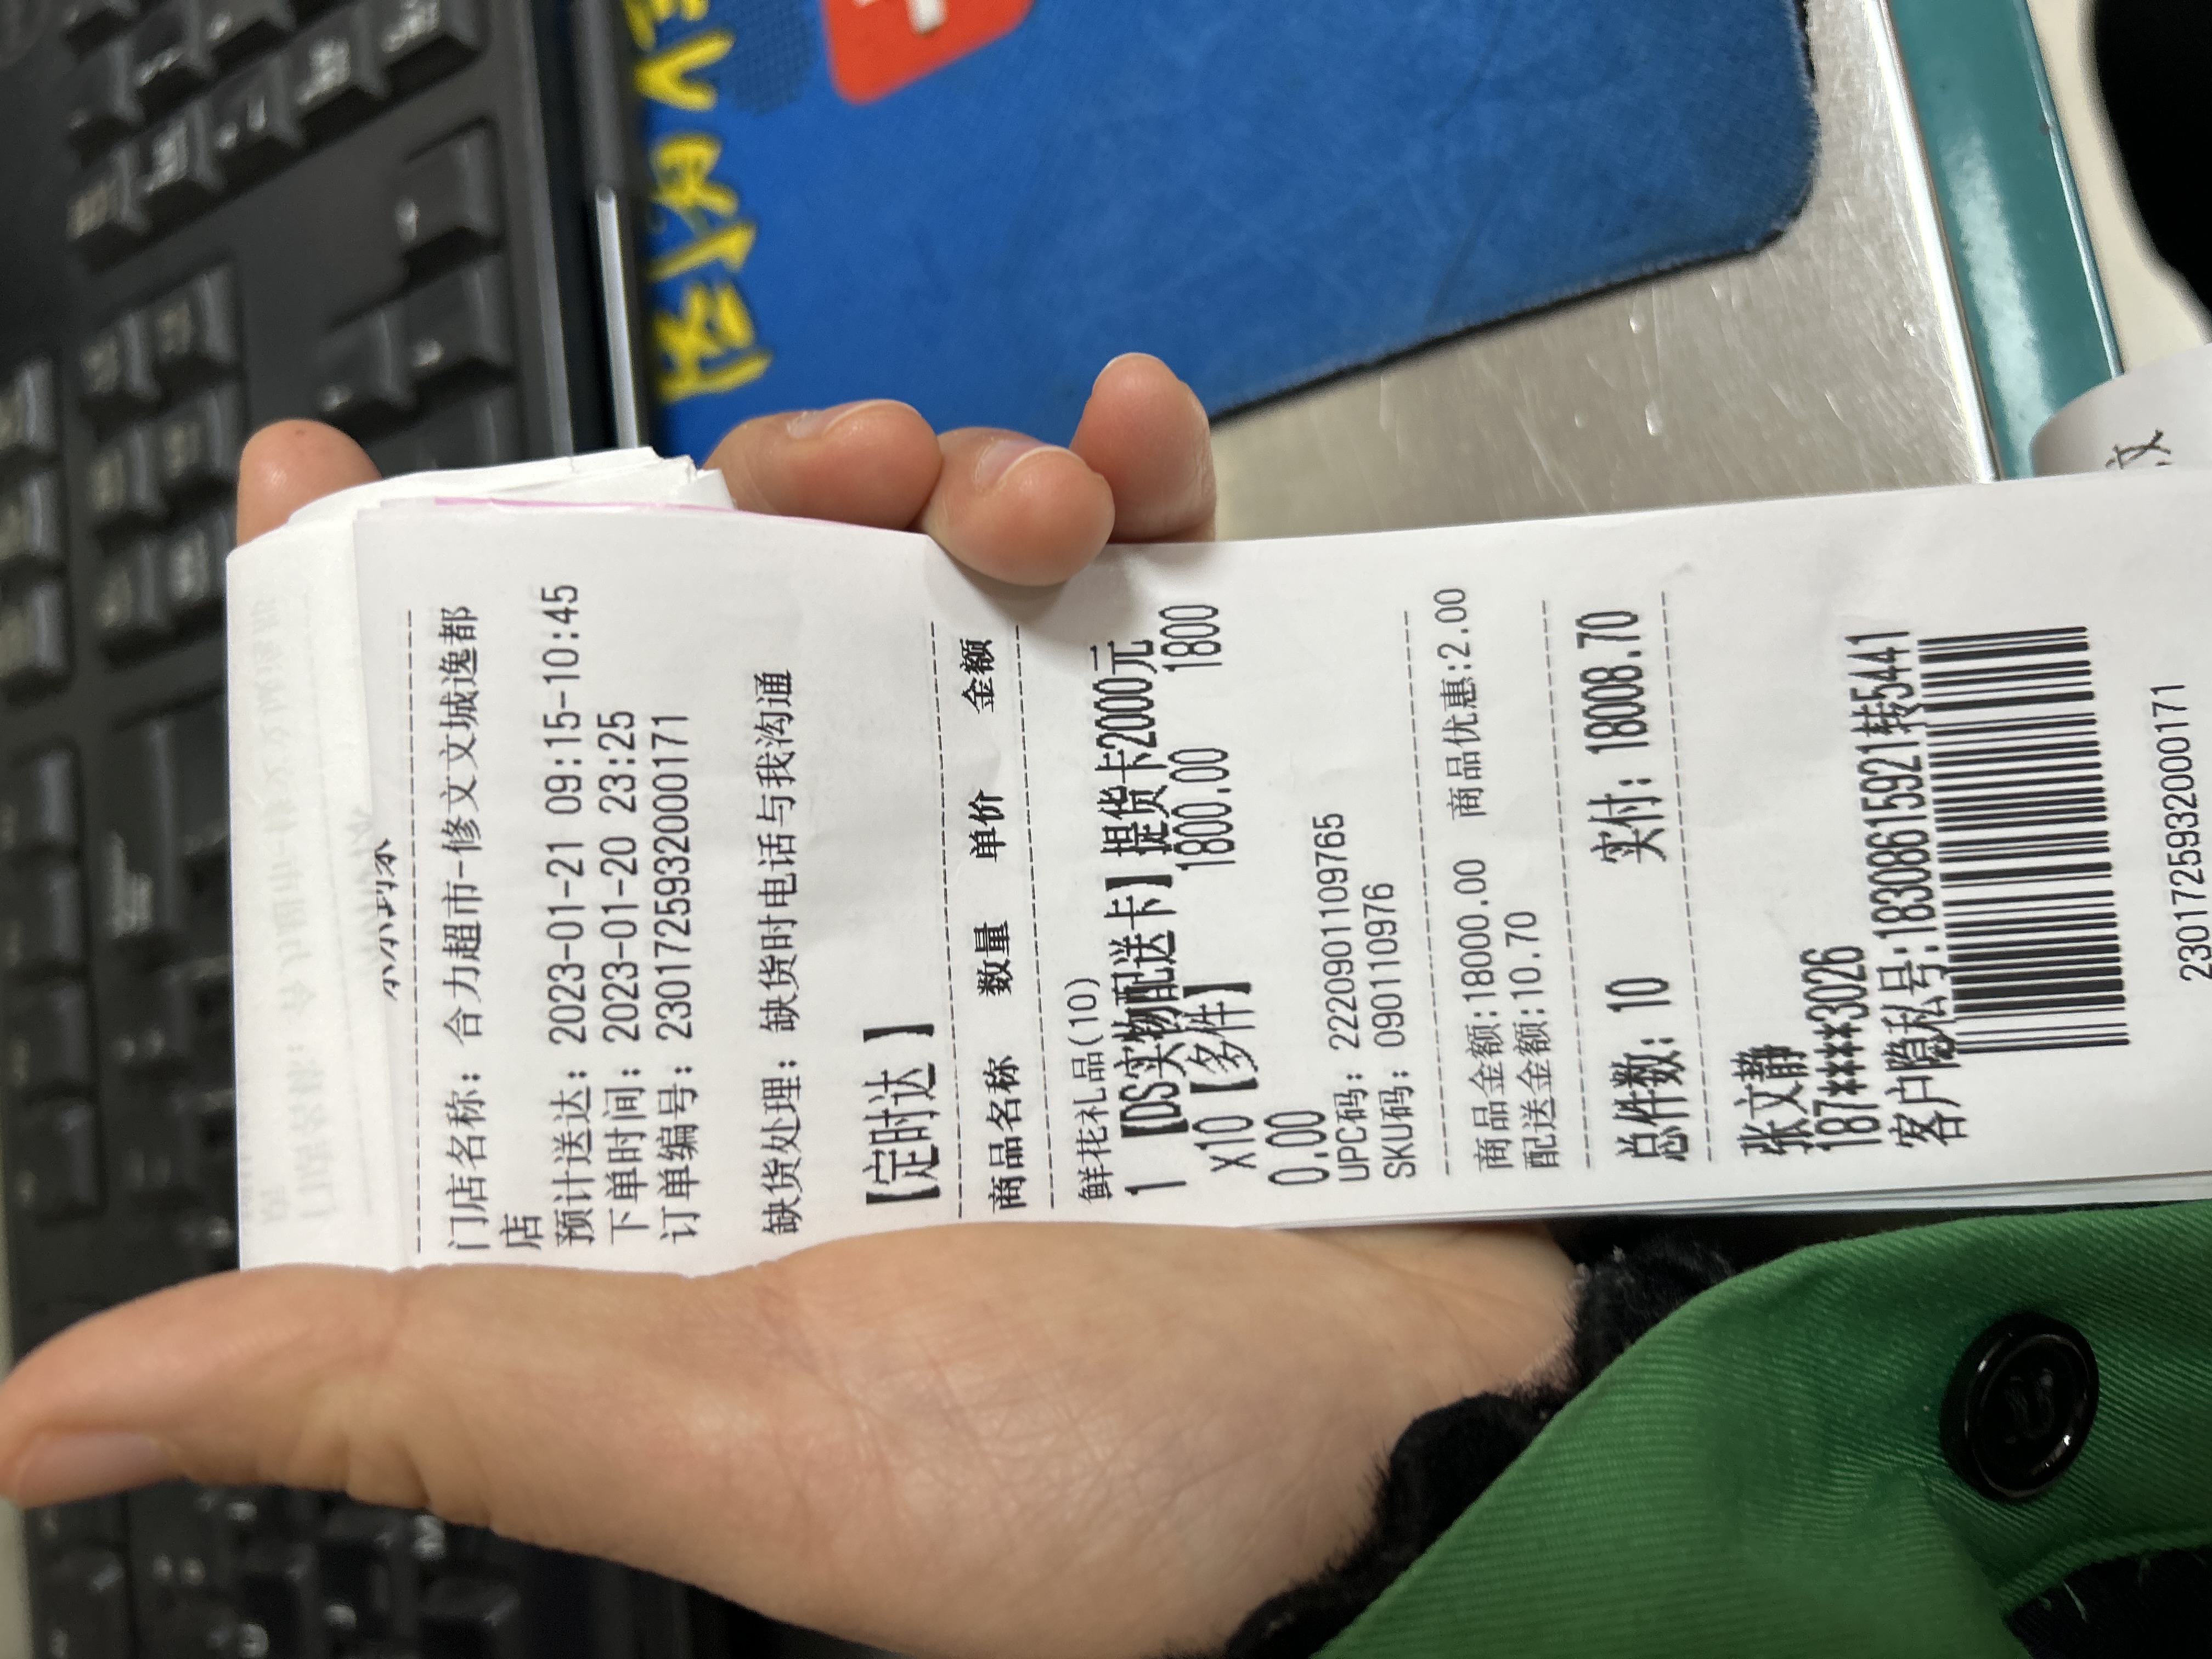 门店名称: 合力超市-修文文城逸都
店
预计送达: 2023-01-21 09:15-10:45
下单时间: 2023-01-20 23:25
订单编号: 2301725932000171
缺货处理: 缺货时电话与我沟通
【定时达 】
商品名称 数量 单价 金额
鲜花礼品(10)
1 【DS实物配送卡】提货卡2000元
x10【多件】 1800.00 1800
0.00
UPC码: 2220901109765
SKU码: 090110976
商品金额:18000.00 商品优惠:2.00
配送金额:10.70
总件数: 10 实付: 18008.70
张文静
187****3026
客户隐私号:18308615921转5441
2301725932000171